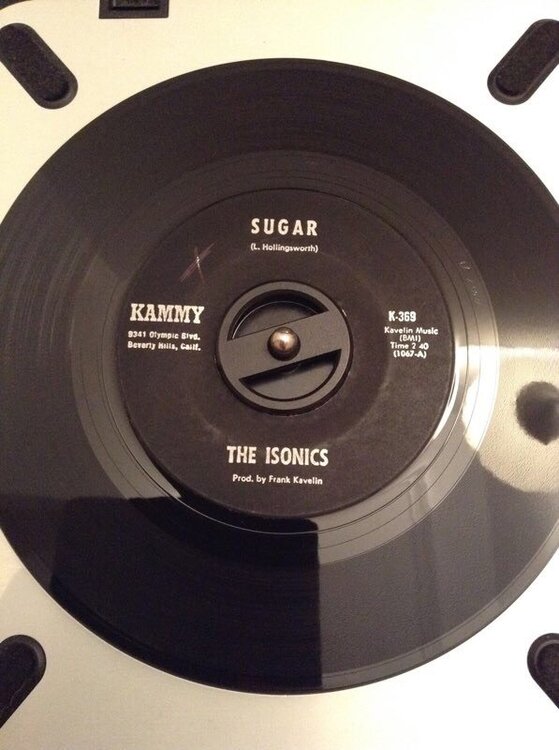 SUGAR
(L. Hollingsworth)
KAMMY
9341 Olympic Blvd.
Beverly Hills, Calif.
K-369
Kavelin Music
(BMI)
Time 2 40
(1067-A)
THE ISONICS
Prod. by Frank Kavelin